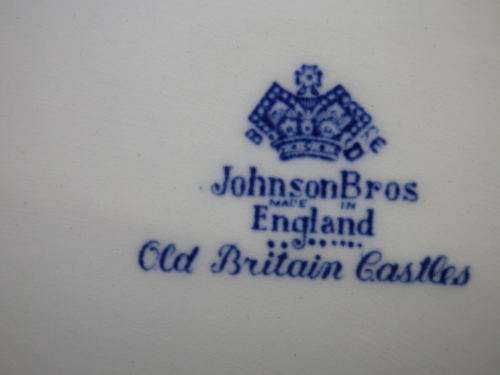 JohnsonBros
MADE IN
England
Old Britain Castles